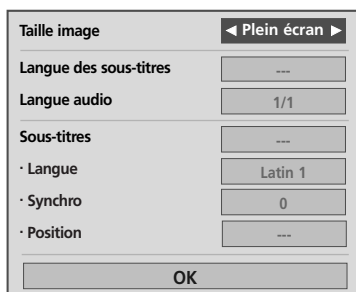 Taille image ◄ Plein écran ►
Langue des sous-titres ---
Langue audio 1/1
Sous-titres ---
· Langue Latin 1
· Synchro 0
· Position ---
OK